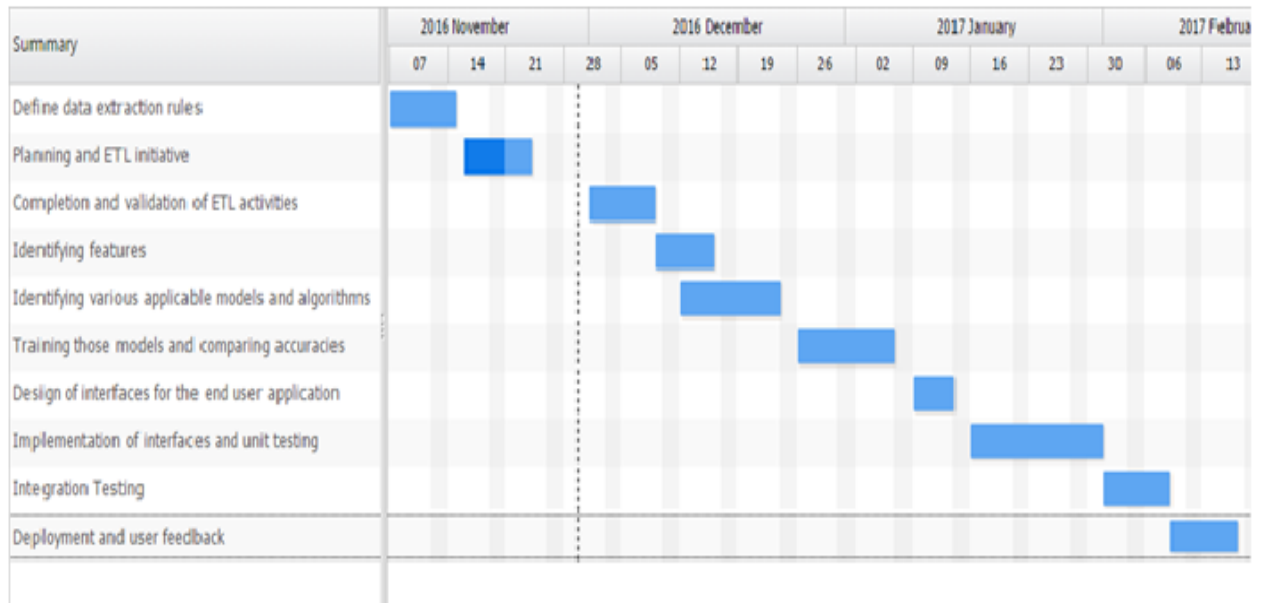 Summary
2016 November 2016 December 2017 January 2017 Februa
07 14 21 28 05 12 19 26 02 09 16 23 30 06 13
Define data extraction rules
Planning and ETL initiative
Completion and validation of ETL activities
Identifying features
Identifying various applicable models and algorithms
Training those models and comparing accuracies
Design of interfaces for the end user application
Implementation of interfaces and unit testing
Integration Testing
Deployment and user feedback